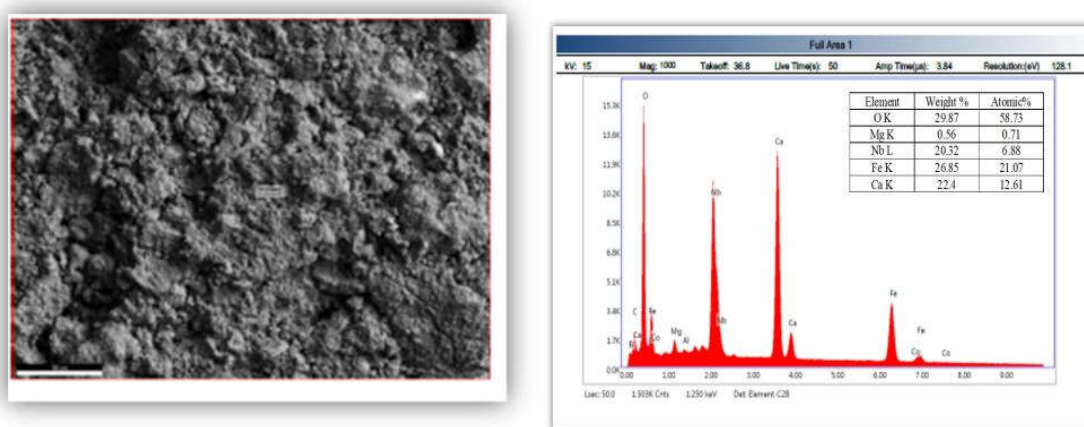 Full Area 1
kV: 15 Mag: 1000 Takeoff: 36.8 Live Time(s): 50 Amp Time(µs): 3.84 Resolution:(eV) 128.1
Element Weight % Atomic%
O K 29.87 58.73
Mg K 0.56 0.71
Nb L 20.32 6.88
Fe K 26.85 21.07
Ca K 22.4 12.61
15.3K
13.6K
11.9K
10.2K
8.5K
6.8K
5.1K
3.4K
1.7K
0.0K
O
Ca
Nb
C
Fe
Nb
Fe
Ca
Co
Mg
Al
Ca
Fe
Co
Co
0.00 1.00 2.00 3.00 4.00 5.00 6.00 7.00 8.00 9.00
Lsec: 50.0 1.503K Cnts 1.250 keV Det: Element-C2B